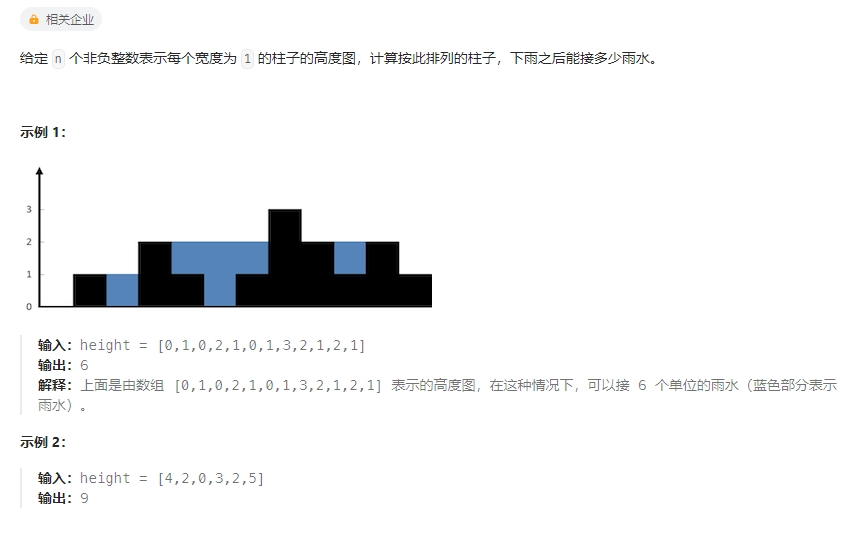 相关企业
给定 n 个非负整数表示每个宽度为 1 的柱子的高度图，计算按此排列的柱子，下雨之后能接多少雨水。
示例 1：
3
2
1
0
输入：height = [0,1,0,2,1,0,1,3,2,1,2,1]
输出：6
解释：上面是由数组 [0,1,0,2,1,0,1,3,2,1,2,1] 表示的高度图，在这种情况下，可以接 6 个单位的雨水（蓝色部分表示
雨水）。
示例 2：
输入：height = [4,2,0,3,2,5]
输出：9